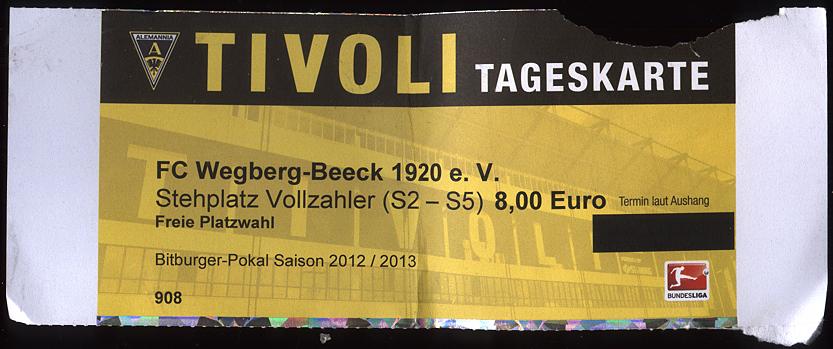 ALEMANNIA
A
TIVOLI TAGESKARTE
FC Wegberg-Beeck 1920 e. V.
Stehplatz Vollzahler (S2 – S5) 8,00 Euro Termin laut Aushang
Freie Platzwahl
TIVOLI
Bitburger-Pokal Saison 2012 / 2013
908
BUNDESLIGA